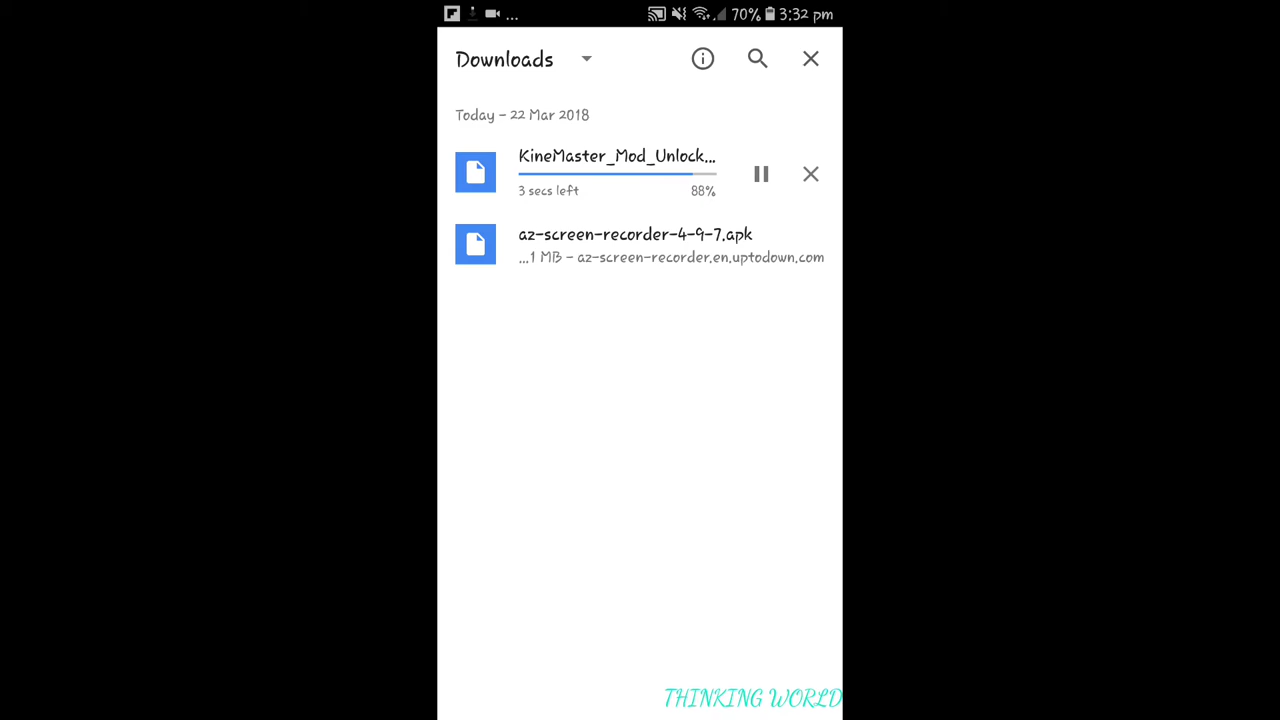 ... 70% 3:32 pm
Downloads
Today - 22 Mar 2018
KineMaster_Mod_Unlock...
3 secs left 88%
az-screen-recorder-4-9-7.apk
...1 MB - az-screen-recorder.en.uptodown.com
THINKING WORLD